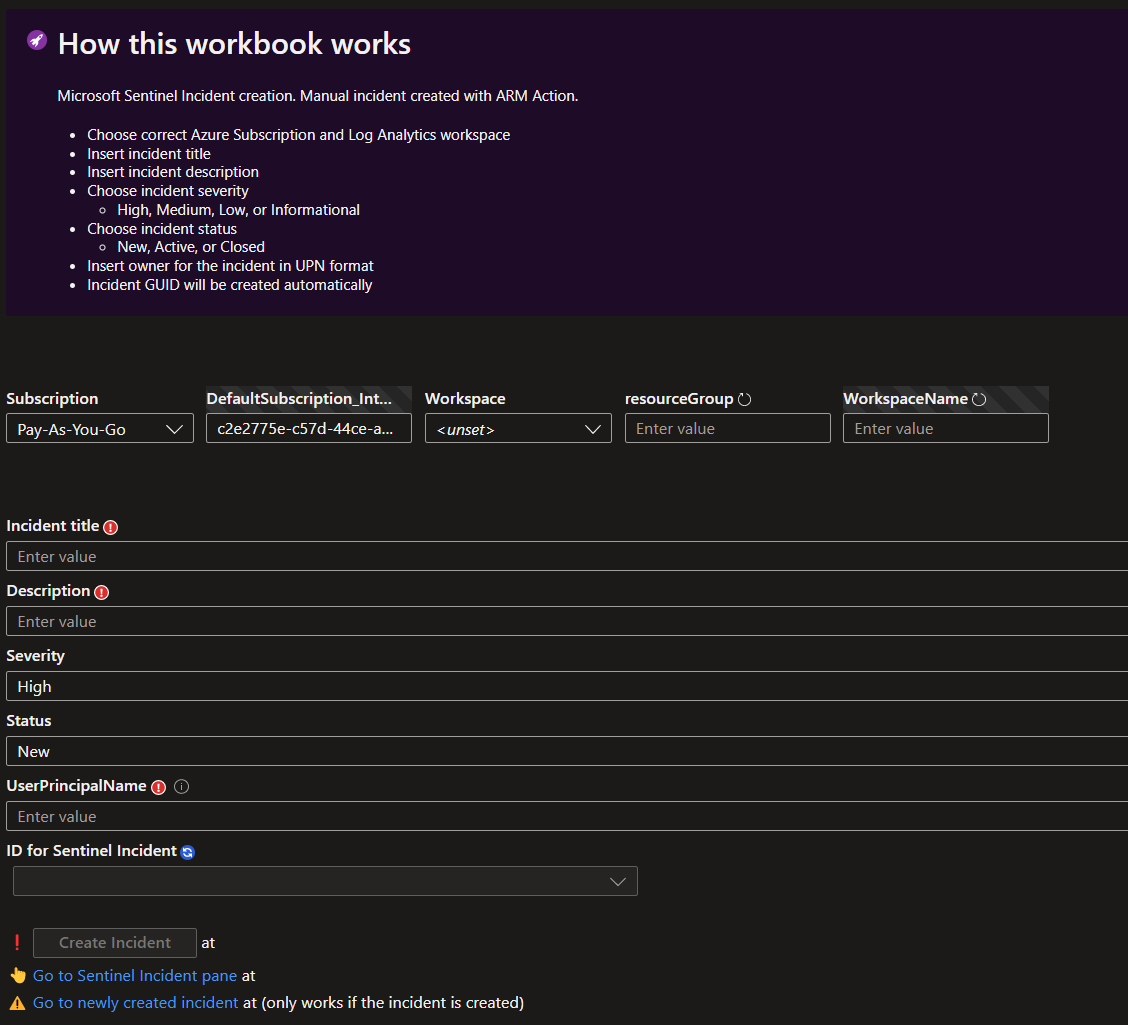 How this workbook works
Microsoft Sentinel Incident creation. Manual incident created with ARM Action.
Choose correct Azure Subscription and Log Analytics workspace
Insert incident title
Insert incident description
Choose incident severity
High, Medium, Low, or Informational
Choose incident status
New, Active, or Closed
Insert owner for the incident in UPN format
Incident GUID will be created automatically
Subscription DefaultSubscription_Int... Workspace resourceGroup WorkspaceName
Pay-As-You-Go c2e2775e-c57d-44ce-a... <unset> Enter value Enter value
Incident title
Enter value
Description
Enter value
Severity
High
Status
New
UserPrincipalName
Enter value
ID for Sentinel Incident
Create Incident at
Go to Sentinel Incident pane at
Go to newly created incident at (only works if the incident is created)